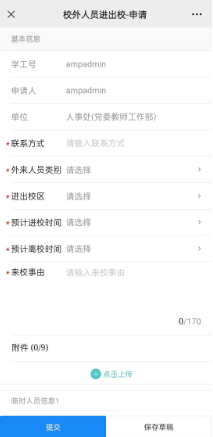 校外人员进出校-申请
基本信息
学工号 ampadmin
申请人 ampadmin
单位 人事处(党委教师工作部)
*联系方式 请输入联系方式
*外来人员类别 请选择
*进出校区 请选择
*预计进校时间 请选择
*预计离校时间 请选择
*来校事由 请输入来校事由
0/170
附件 (0/9)
点击上传
临时人员信息1
提交 保存草稿